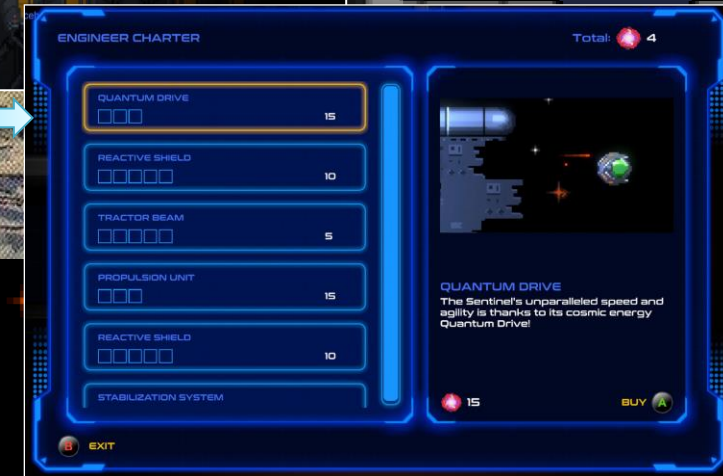 ENGINEER CHARTER
Total: 4
QUANTUM DRIVE
15
REACTIVE SHIELD
10
TRACTOR BEAM
5
PROPULSION UNIT
15
REACTIVE SHIELD
10
STABILIZATION SYSTEM
QUANTUM DRIVE
The Sentinel's unparalleled speed and
agility is thanks to its cosmic energy
Quantum Drive!
15
BUY A
B EXIT